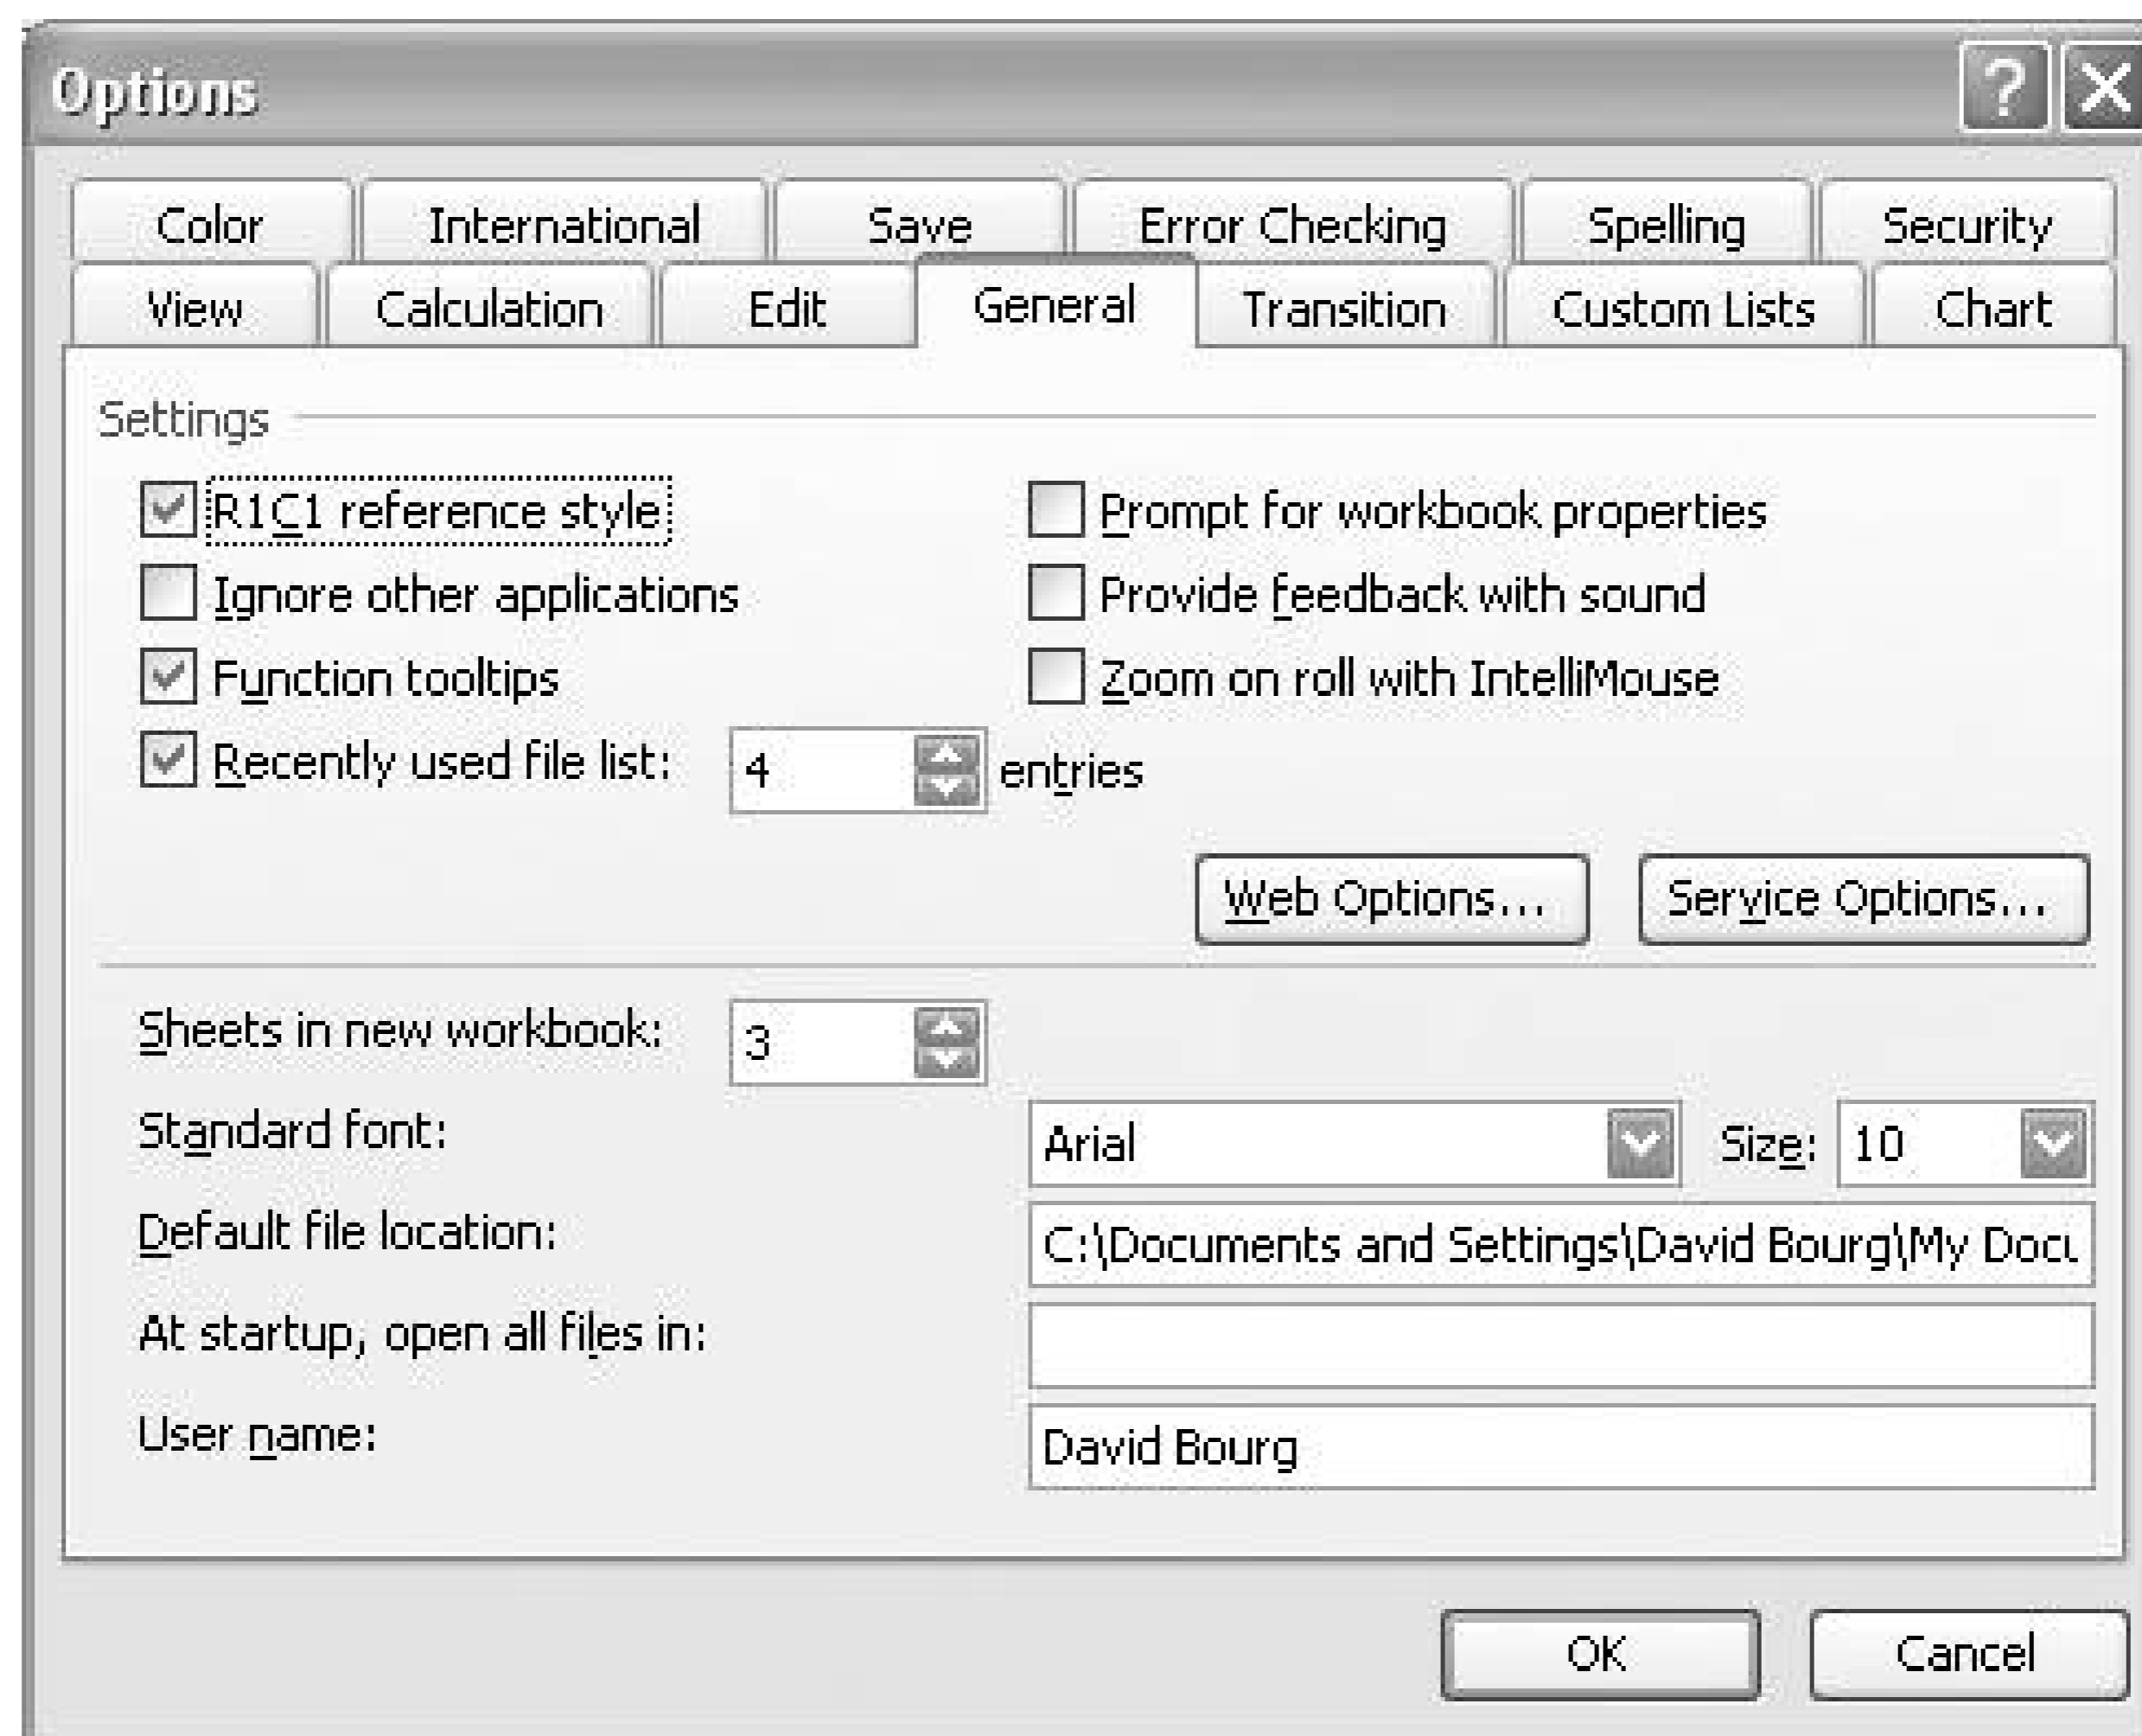 Options
Color International Save Error Checking Spelling Security
View Calculation Edit General Transition Custom Lists Chart
Settings
R1C1 reference style Prompt for workbook properties
Ignore other applications Provide feedback with sound
Function tooltips Zoom on roll with IntelliMouse
Recently used file list: 4 entries
Web Options... Service Options...
Sheets in new workbook: 3
Standard font: Arial Size: 10
Default file location: C:\Documents and Settings\David Bourg\My Docu
At startup, open all files in:
User name: David Bourg
OK Cancel